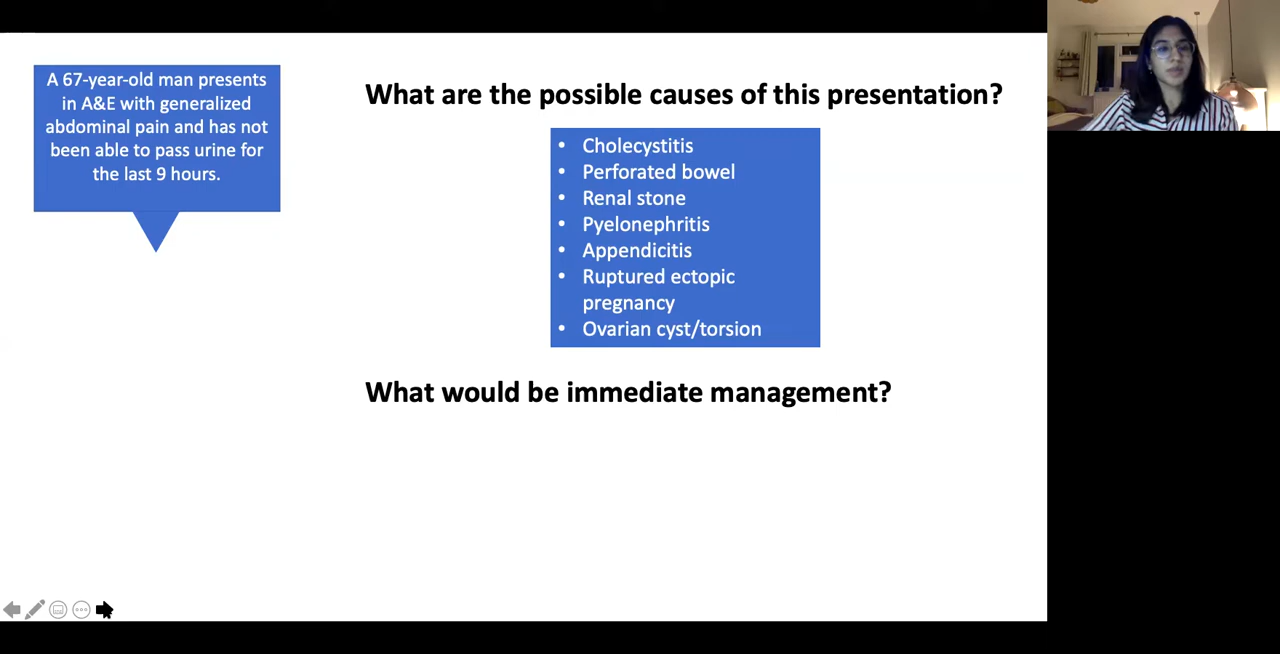 A 67-year-old man presents
in A&E with generalized
abdominal pain and has not
been able to pass urine for
the last 9 hours.
What are the possible causes of this presentation?
• Cholecystitis
• Perforated bowel
• Renal stone
• Pyelonephritis
• Appendicitis
• Ruptured ectopic
pregnancy
• Ovarian cyst/torsion
What would be immediate management?